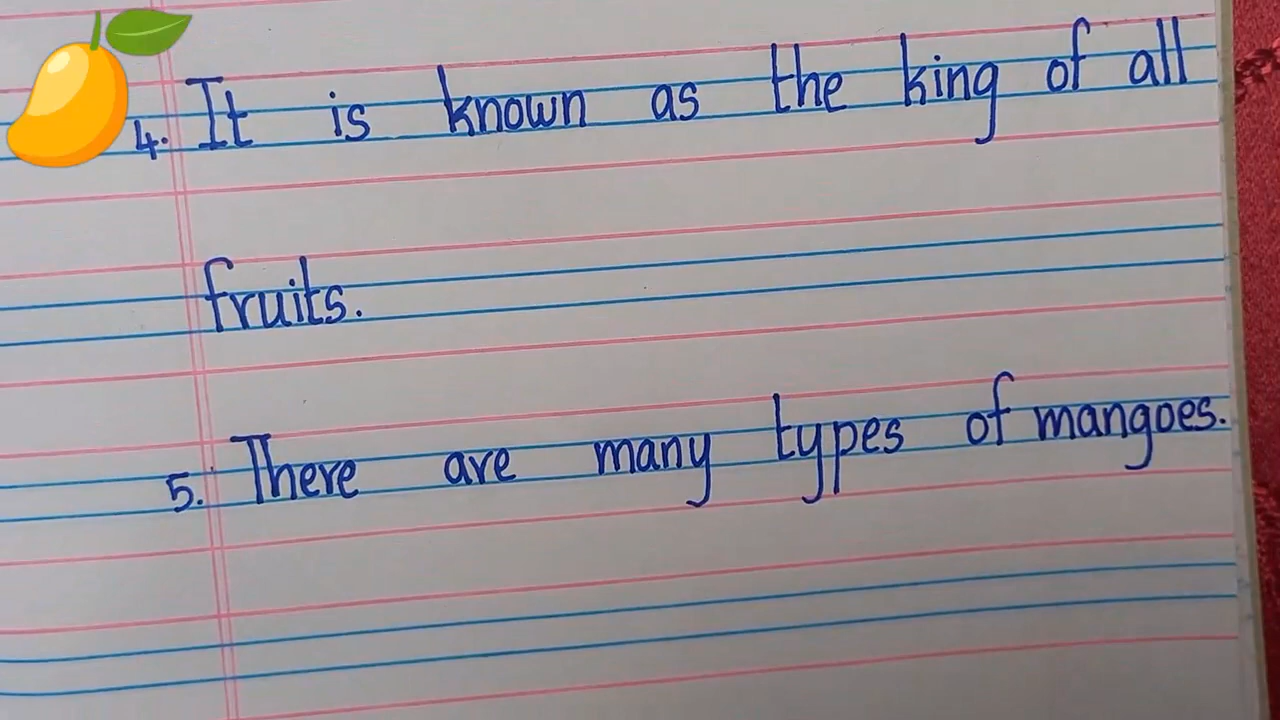 4. It is known as the king of all
fruits.
5. There are many types of mangoes.